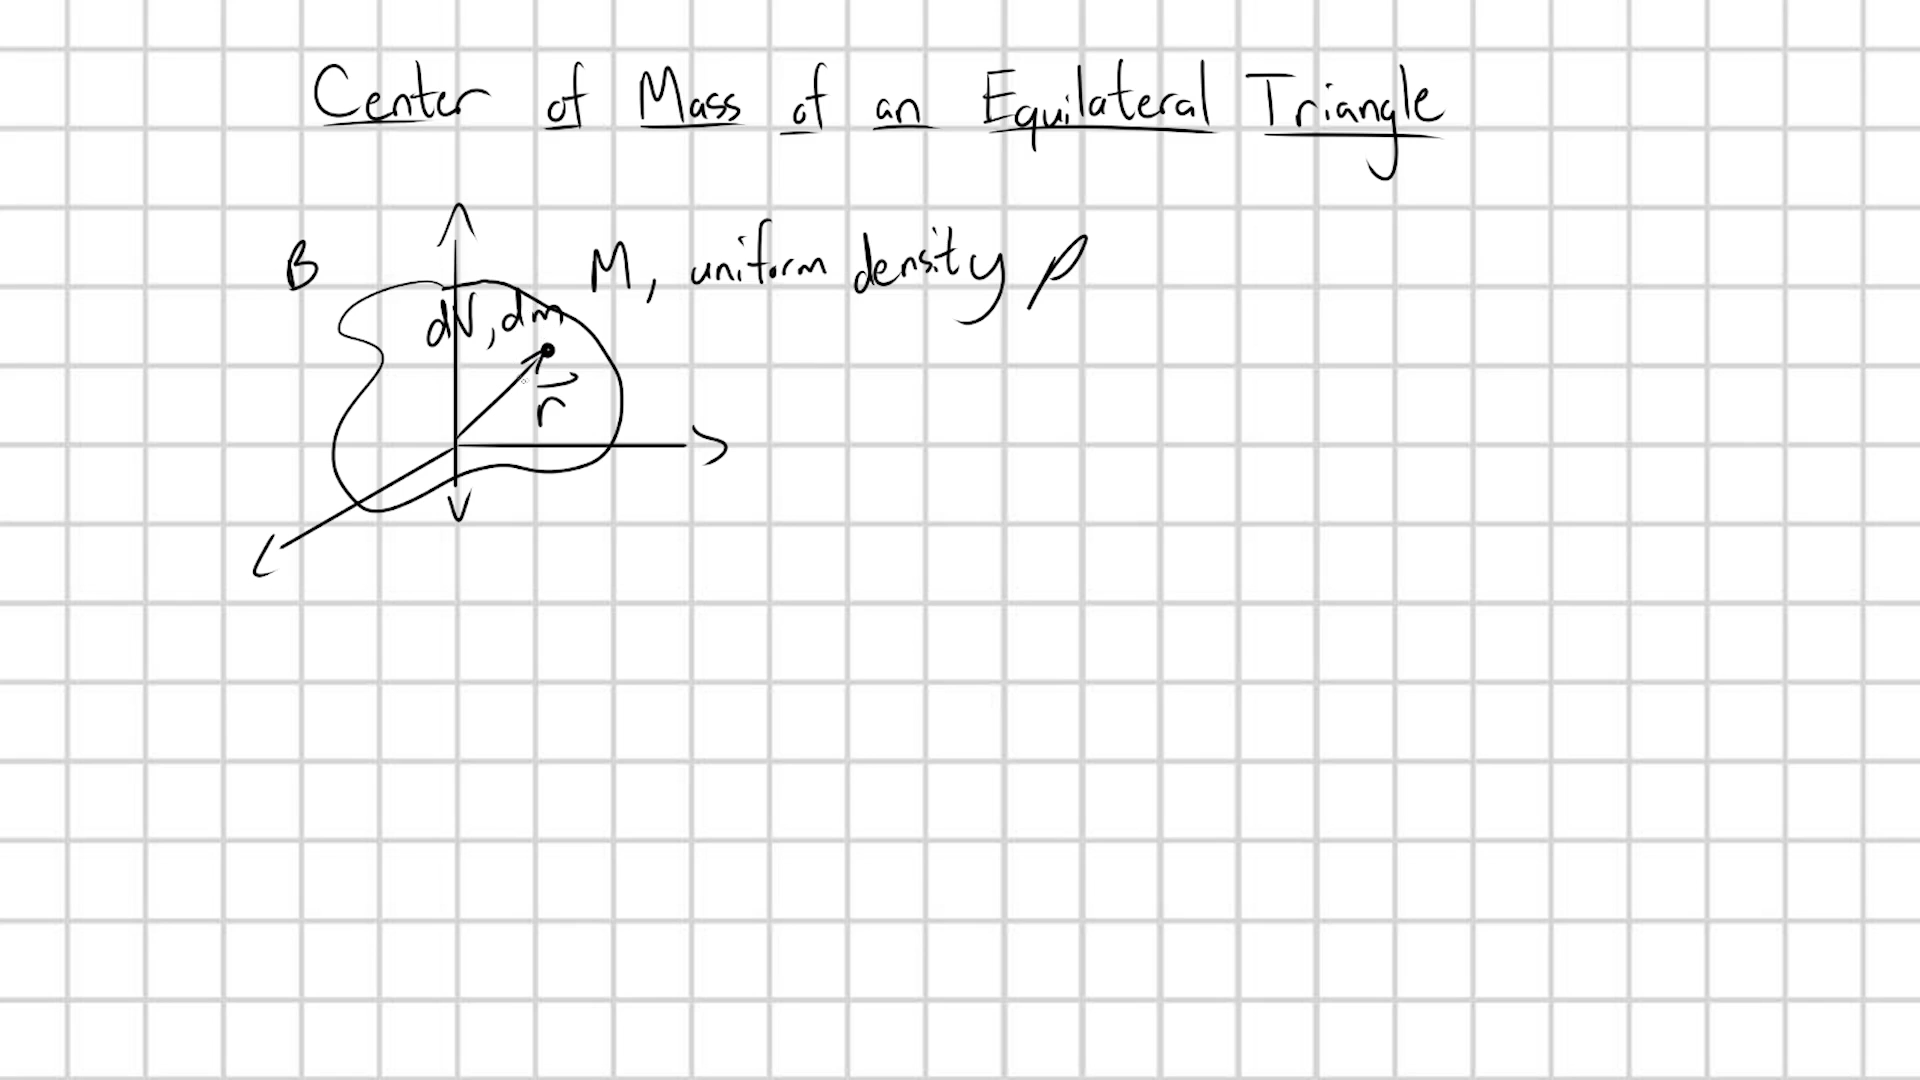 Center of Mass of an Equilateral Triangle
B
M, uniform density ρ
dV, dm
r⃗